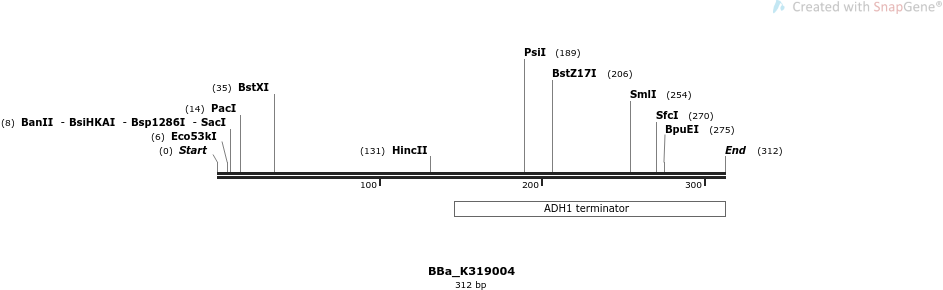 Created with SnapGene®
PsiI (189)
BstZ17I (206)
(35) BstXI
SmlI (254)
(14) PacI
SfcI (270)
(8) BanII - BsiHKAI - Bsp1286I - SacI
BpuEI (275)
(6) Eco53kI
(0) Start
(131) HincII
End (312)
100
200
300
ADH1 terminator
BBa_K319004
312 bp